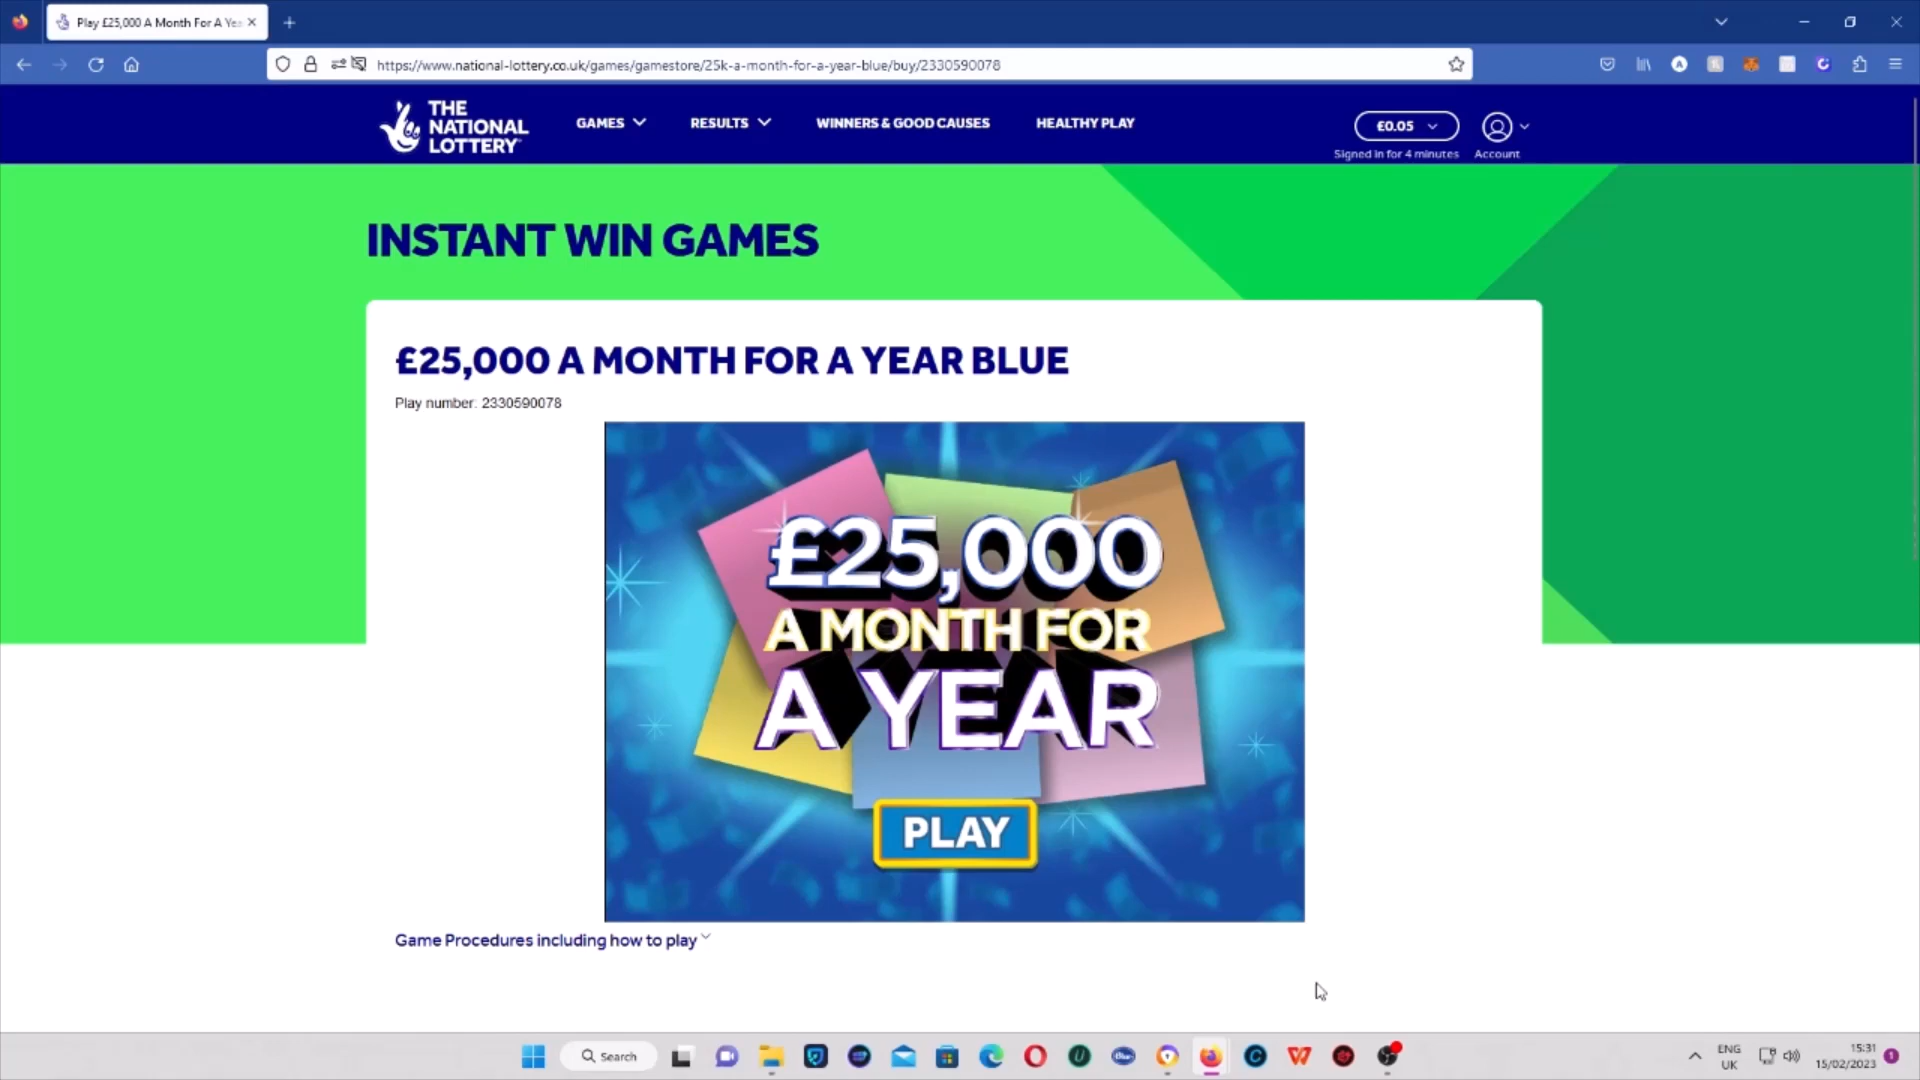 Play £25,000 A Month For A Yea
https://www.national-lottery.co.uk/games/gamestore/25k-a-month-for-a-year-blue/buy/2330590078
THE
NATIONAL
LOTTERY
GAMES
RESULTS
WINNERS & GOOD CAUSES
HEALTHY PLAY
£0.05
Signed in for 4 minutes
Account
INSTANT WIN GAMES
£25,000 A MONTH FOR A YEAR BLUE
Play number: 2330590078
£25,000
A MONTH FOR
A YEAR
PLAY
Game Procedures including how to play
Search
ENG
UK
15:31
15/02/2023
1